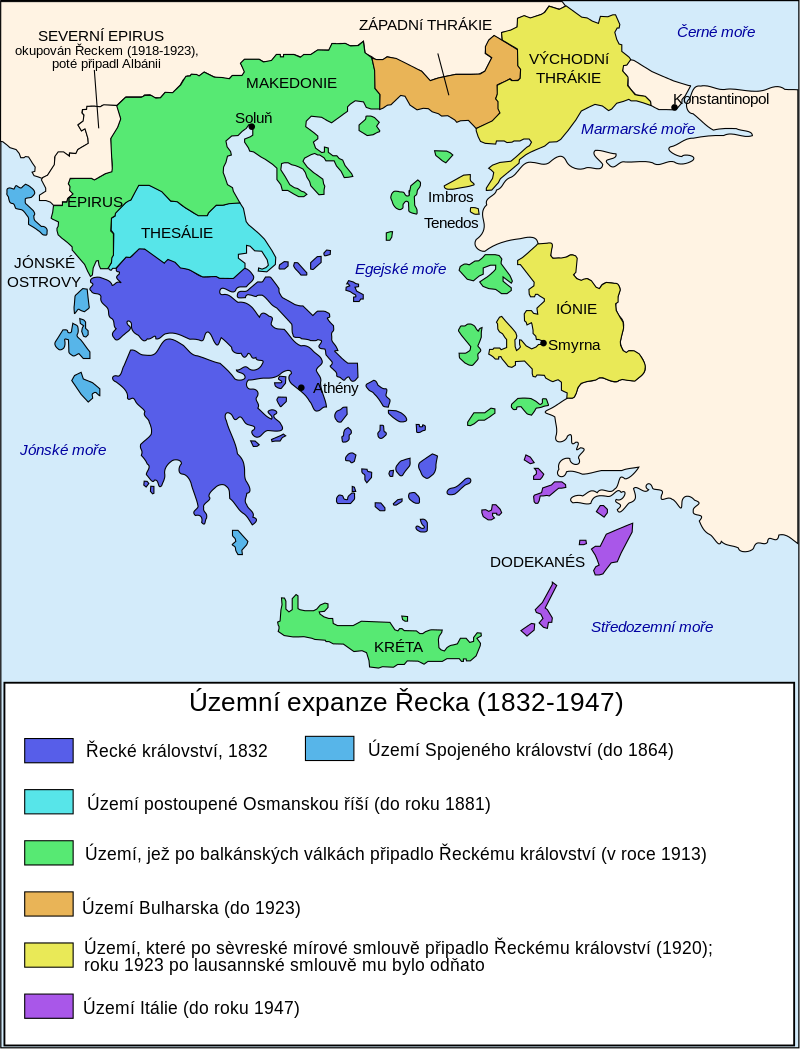 SEVERNÍ EPIRUS
okupován Řeckem (1918-1923),
poté připadl Albánii
ZÁPADNí THRÁKIE
Černé moře
VÝCHODNí
THRÁKIE
MAKEDONIE
Konstantinopol
Soluň
Marmarské moře
EPIRUS
Imbros
Tenedos
THESÁLIE
JÓNSKÉ
OSTROVY
Egejské moře
IÓNIE
Smyrna
Athény
Jónské moře
DODEKANÉS
Středozemní moře
KRÉTA
Územní expanze Řecka (1832-1947)
Řecké království, 1832
Území Spojeného království (do 1864)
Území postoupené Osmanskou říší (do roku 1881)
Území, jež po balkánských válkách připadlo Řeckému království (v roce 1913)
Území Bulharska (do 1923)
Území, které po sèvreské mírové smlouvě připadlo Řeckému království (1920);
roku 1923 po lausannské smlouvě mu bylo odňato
Území Itálie (do roku 1947)